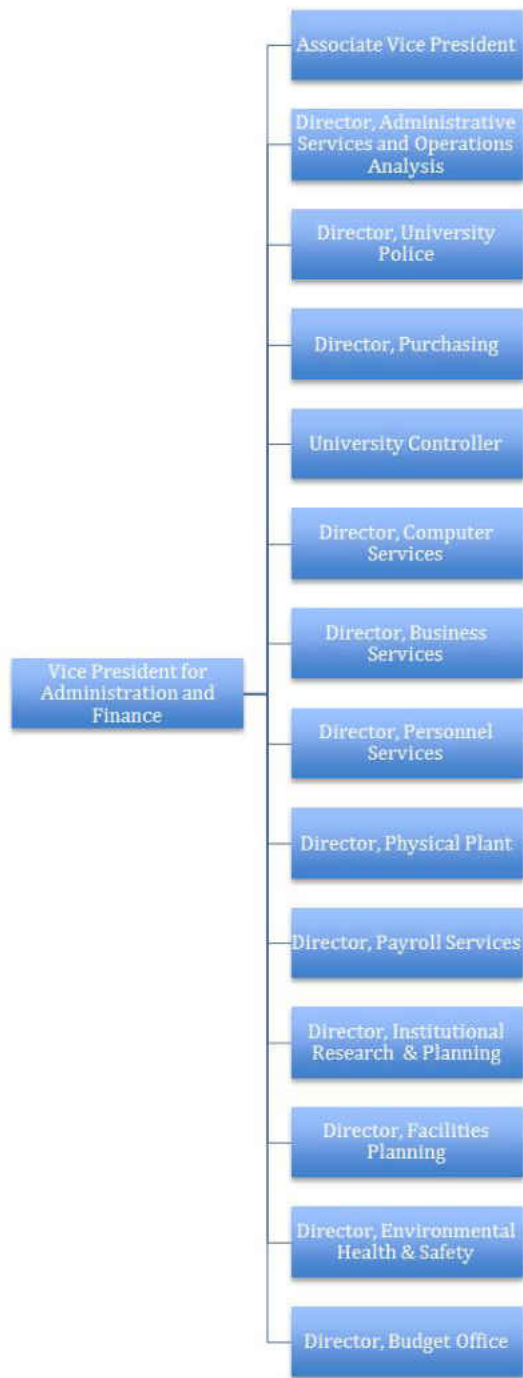 Associate Vice President
Director, Administrative
Services and Operations
Analysis
Director, University
Police
Director, Purchasing
University Controller
Director, Computer
Services
Director, Business
Services
Vice President for
Administration and
Finance
Director, Personnel
Services
Director, Physical Plant
Director, Payroll Services
Director, Institutional
Research & Planning
Director, Facilities
Planning
Director, Environmental
Health & Safety
Director, Budget Office